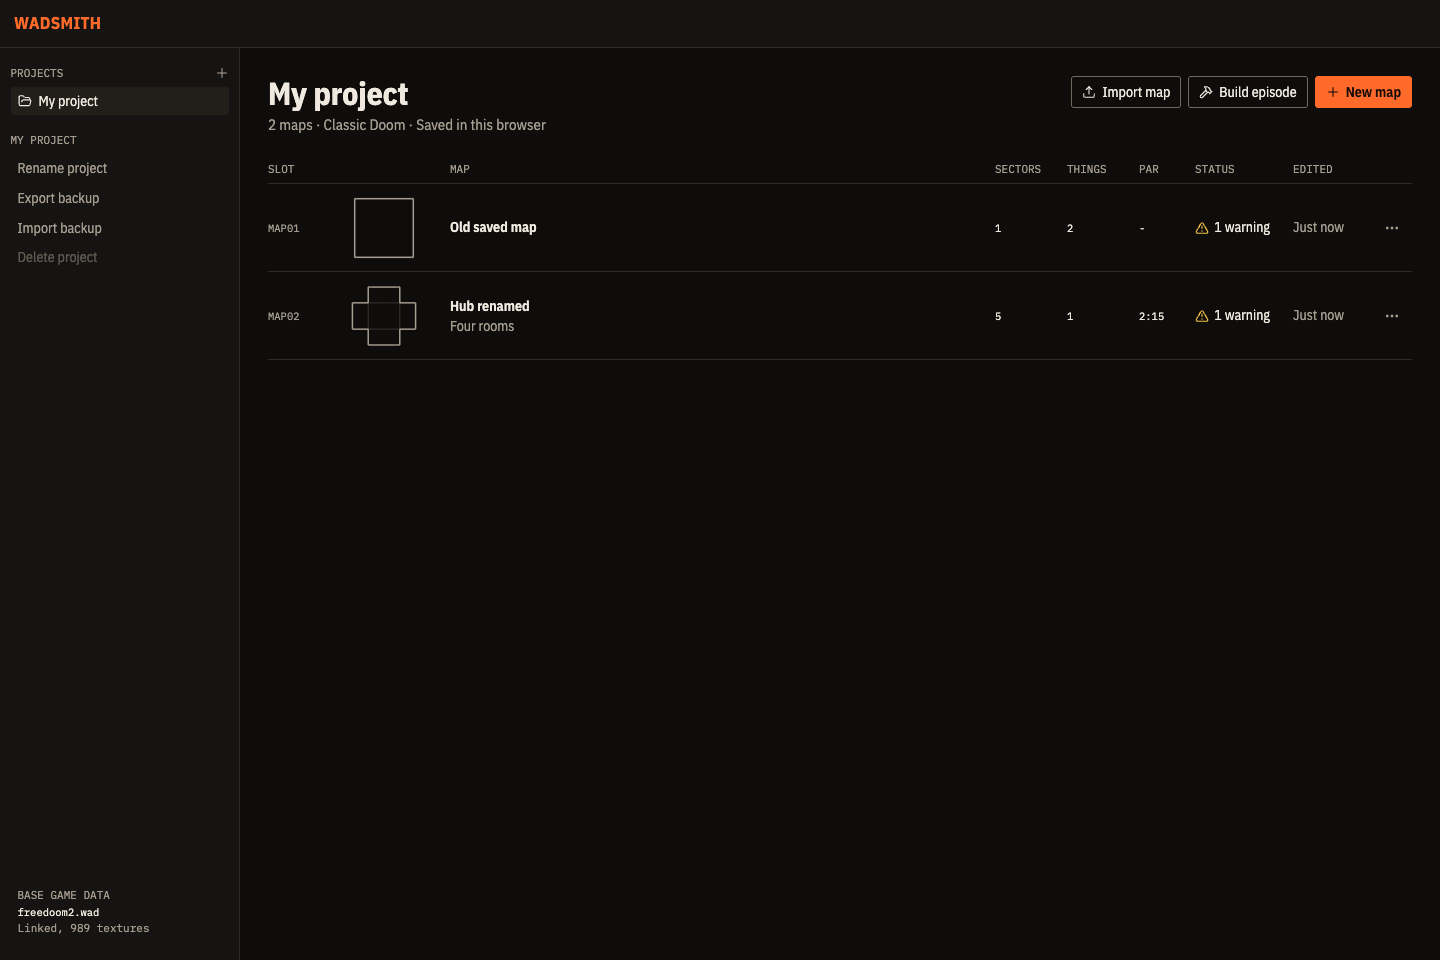 WADSMITH
PROJECTS
My project
MY PROJECT
Rename project
Export backup
Import backup
Delete project
BASE GAME DATA
freedoom2.wad
Linked, 989 textures
My project
2 maps · Classic Doom · Saved in this browser
Import map
Build episode
New map
SLOT MAP SECTORS THINGS PAR STATUS EDITED
MAP01 Old saved map 1 2 - 1 warning Just now
MAP02 Hub renamed 5 1 2:15 1 warning Just now
Four rooms